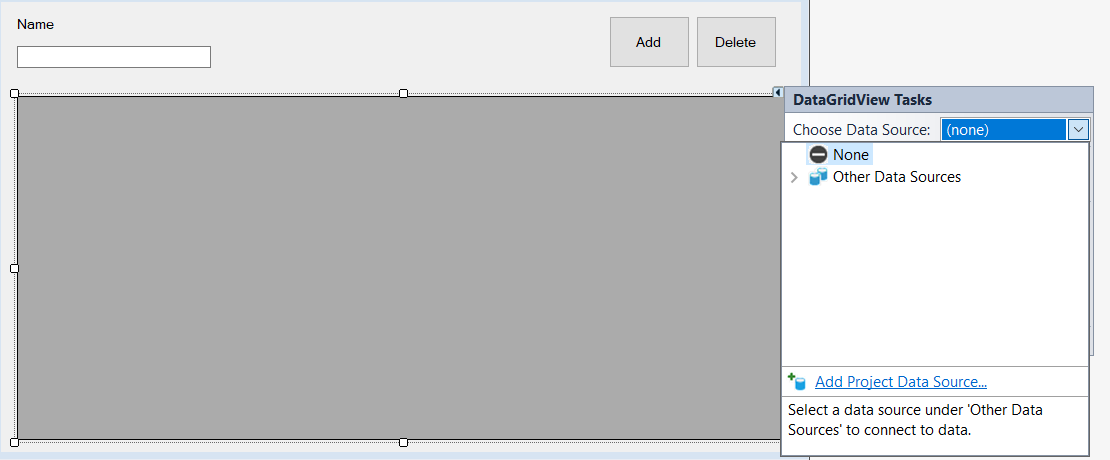 Name
Add
Delete
DataGridView Tasks
Choose Data Source: (none)
None
Other Data Sources
Add Project Data Source...
Select a data source under 'Other Data
Sources' to connect to data.